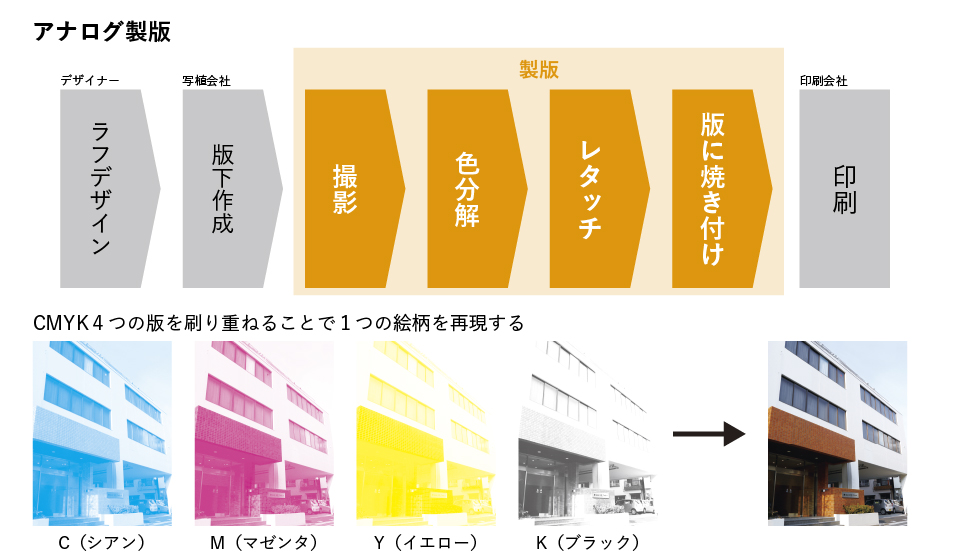 アナログ製版
製版
デザイナー
写植会社
印刷会社
ラフデザイン
版下作成
撮影
色分解
レタッチ
版に焼き付け
印刷
CMYK4つの版を刷り重ねることで1つの絵柄を再現する
C（シアン）
M（マゼンタ）
Y（イエロー）
K（ブラック）